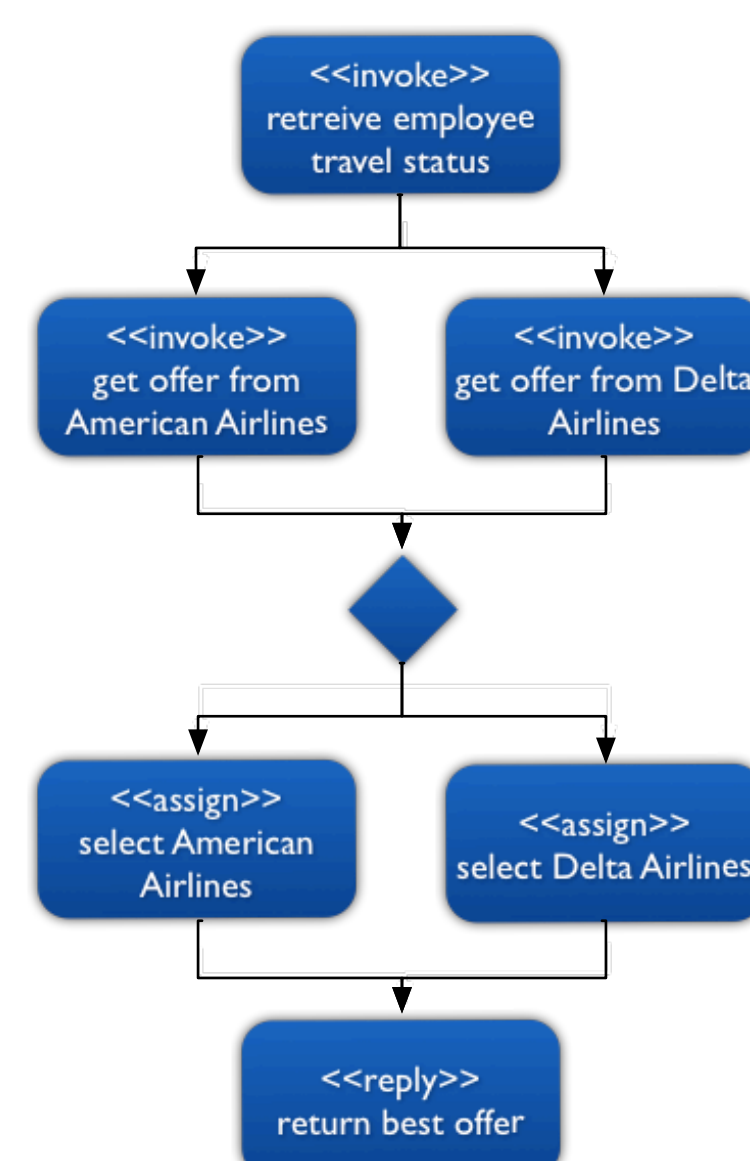 <<invoke>>
retreive employee
travel status
<<invoke>>
get offer from
American Airlines
<<invoke>>
get offer from Delta
Airlines
<<assign>>
select American
Airlines
<<assign>>
select Delta Airlines
<<reply>>
return best offer